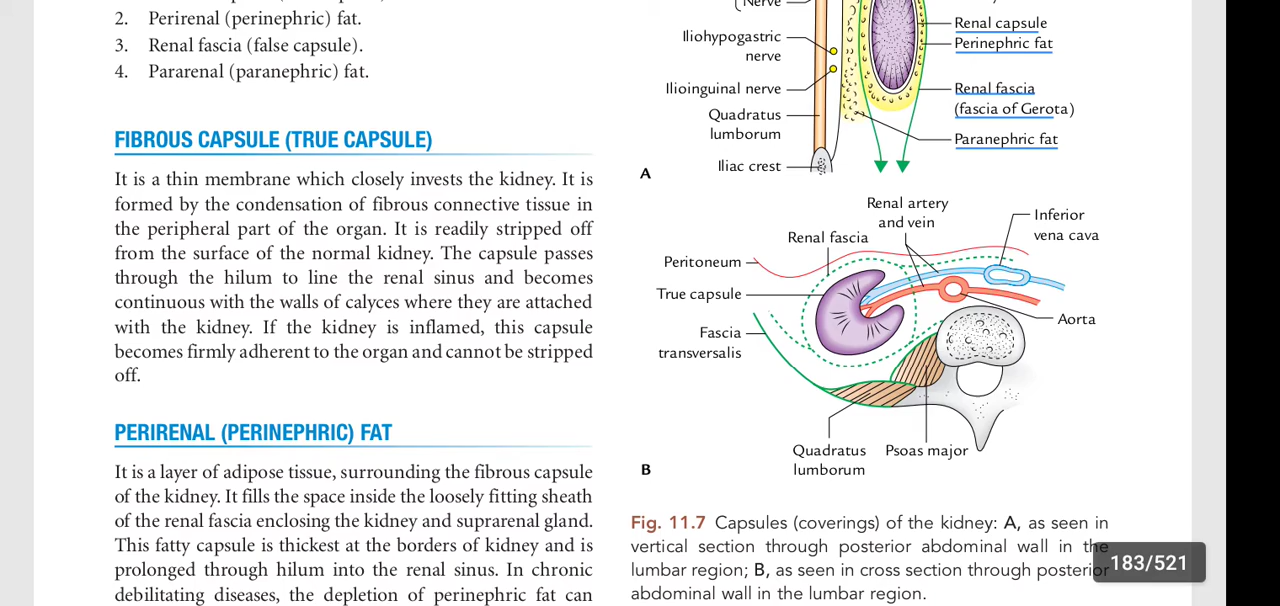 2. Perirenal (perinephric) fat.
3. Renal fascia (false capsule).
4. Pararenal (paranephric) fat.
FIBROUS CAPSULE (TRUE CAPSULE)
It is a thin membrane which closely invests the kidney. It is
formed by the condensation of fibrous connective tissue in
the peripheral part of the organ. It is readily stripped off
from the surface of the normal kidney. The capsule passes
through the hilum to line the renal sinus and becomes
continuous with the walls of calyces where they are attached
with the kidney. If the kidney is inflamed, this capsule
becomes firmly adherent to the organ and cannot be stripped
off.
PERIRENAL (PERINEPHRIC) FAT
It is a layer of adipose tissue, surrounding the fibrous capsule
of the kidney. It fills the space inside the loosely fitting sheath
of the renal fascia enclosing the kidney and suprarenal gland.
This fatty capsule is thickest at the borders of kidney and is
prolonged through hilum into the renal sinus. In chronic
debilitating diseases, the depletion of perinephric fat can
Nerve
Iliohypogastric
nerve
Ilioinguinal nerve
Quadratus
lumborum
Iliac crest
Renal capsule
Perinephric fat
Renal fascia
(fascia of Gerota)
Paranephric fat
A
Renal artery
and vein
Inferior
vena cava
Renal fascia
Peritoneum
True capsule
Fascia
transversalis
Aorta
Quadratus
lumborum
Psoas major
B
Fig. 11.7 Capsules (coverings) of the kidney: A, as seen in
vertical section through posterior abdominal wall in the
lumbar region; B, as seen in cross section through posterior
abdominal wall in the lumbar region.
183/521